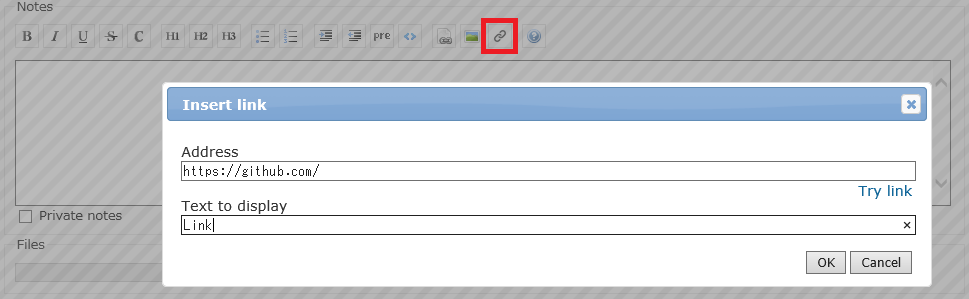 Notes
B I U S C H1 H2 H3 pre <> ?
Insert link
Address
https://github.com/
Try link
Text to display
Link
Private notes
Files
OK Cancel